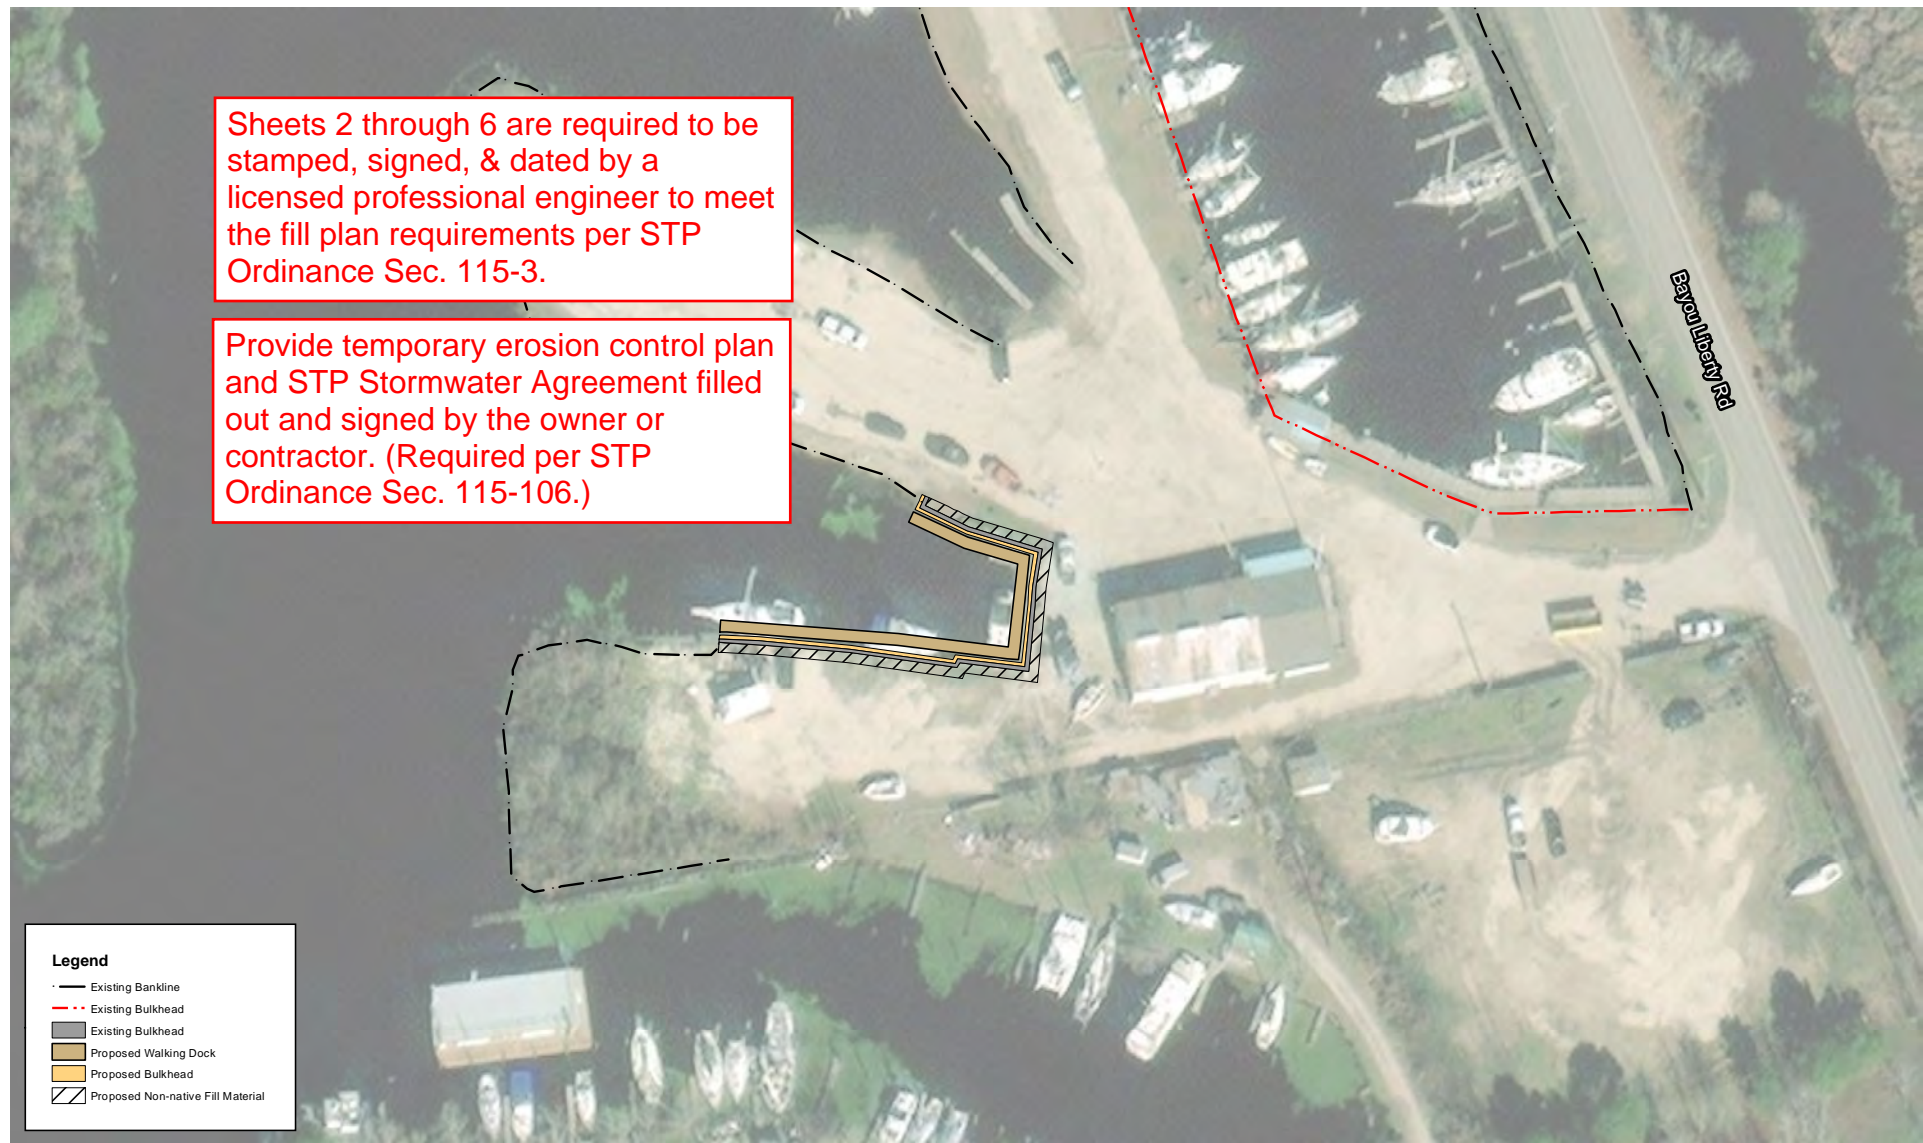 Sheets 2 through 6 are required to be
stamped, signed, & dated by a
licensed professional engineer to meet
the fill plan requirements per STP
Ordinance Sec. 115-3.
Provide temporary erosion control plan
and STP Stormwater Agreement filled
out and signed by the owner or
contractor. (Required per STP
Ordinance Sec. 115-106.)
Bayou Liberty Rd
Legend
Existing Bankline
Existing Bulkhead
Existing Bulkhead
Proposed Walking Dock
Proposed Bulkhead
Proposed Non-native Fill Material